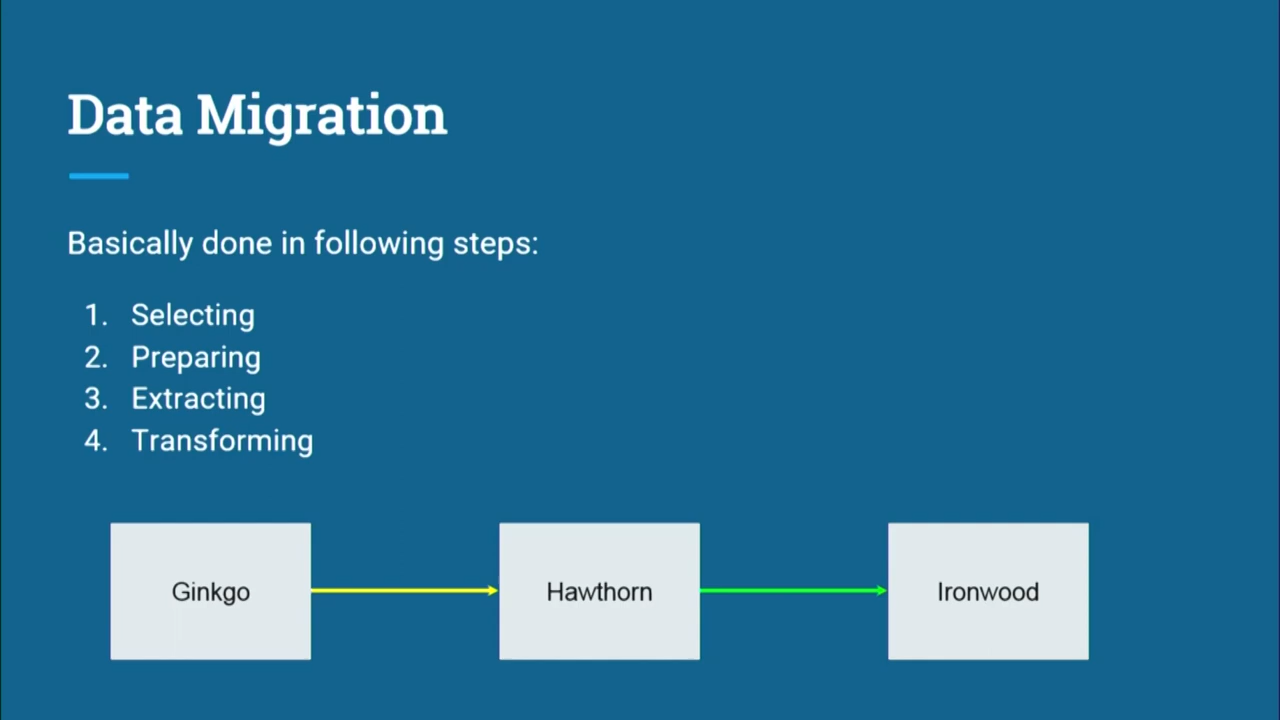 Data Migration
Basically done in following steps:
1. Selecting
2. Preparing
3. Extracting
4. Transforming
Ginkgo
Hawthorn
Ironwood